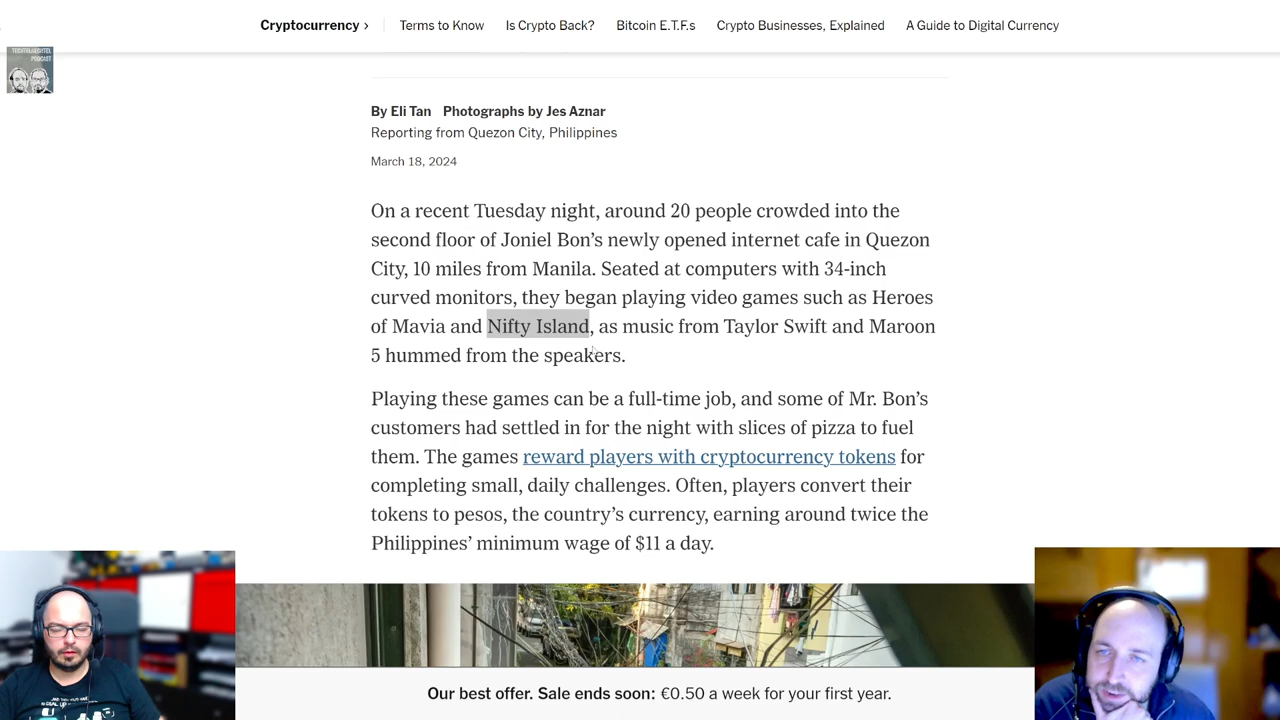 Cryptocurrency › Terms to Know Is Crypto Back? Bitcoin E.T.F.s Crypto Businesses, Explained A Guide to Digital Currency
PODCAST
By Eli Tan Photographs by Jes Aznar
Reporting from Quezon City, Philippines
March 18, 2024
On a recent Tuesday night, around 20 people crowded into the
second floor of Joniel Bon’s newly opened internet cafe in Quezon
City, 10 miles from Manila. Seated at computers with 34-inch
curved monitors, they began playing video games such as Heroes
of Mavia and Nifty Island, as music from Taylor Swift and Maroon
5 hummed from the speakers.
Playing these games can be a full-time job, and some of Mr. Bon’s
customers had settled in for the night with slices of pizza to fuel
them. The games reward players with cryptocurrency tokens for
completing small, daily challenges. Often, players convert their
tokens to pesos, the country’s currency, earning around twice the
Philippines’ minimum wage of $11 a day.
Our best offer. Sale ends soon: €0.50 a week for your first year.